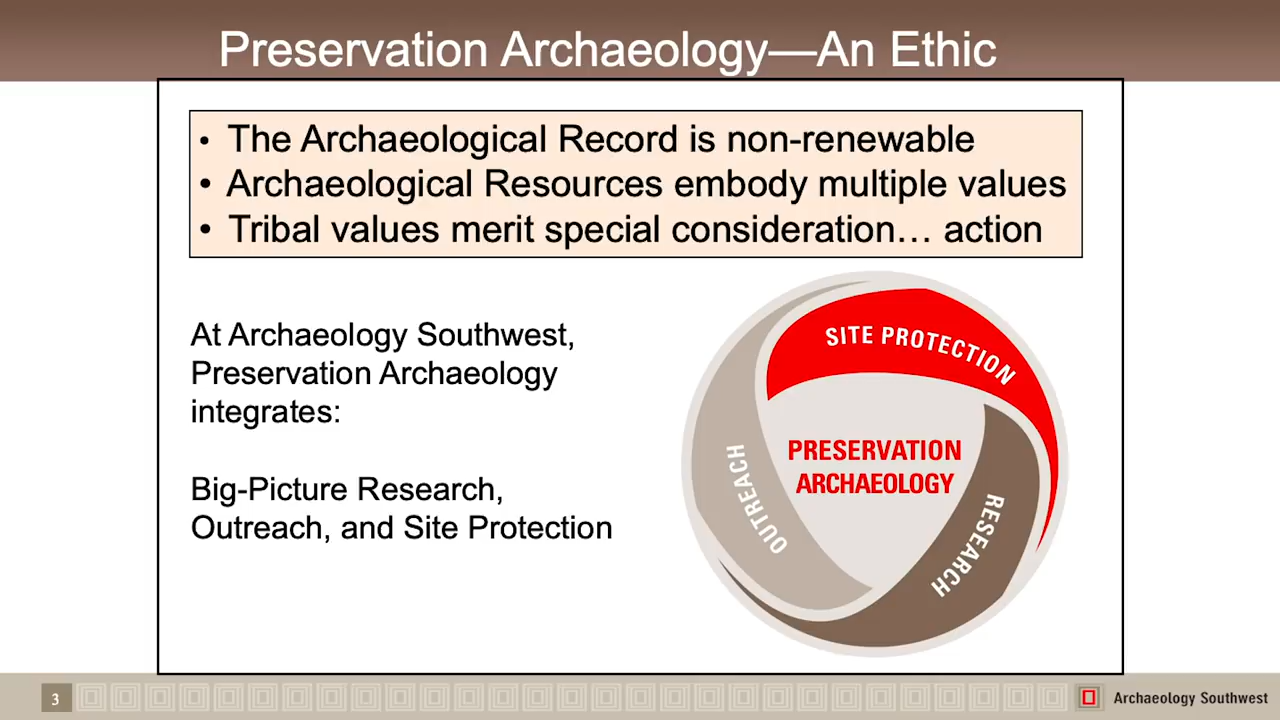 Preservation Archaeology—An Ethic
• The Archaeological Record is non-renewable
• Archaeological Resources embody multiple values
• Tribal values merit special consideration… action
At Archaeology Southwest,
Preservation Archaeology
integrates:
Big-Picture Research,
Outreach, and Site Protection
SITE PROTECTION
PRESERVATION
ARCHAEOLOGY
OUTREACH
RESEARCH
3
Archaeology Southwest